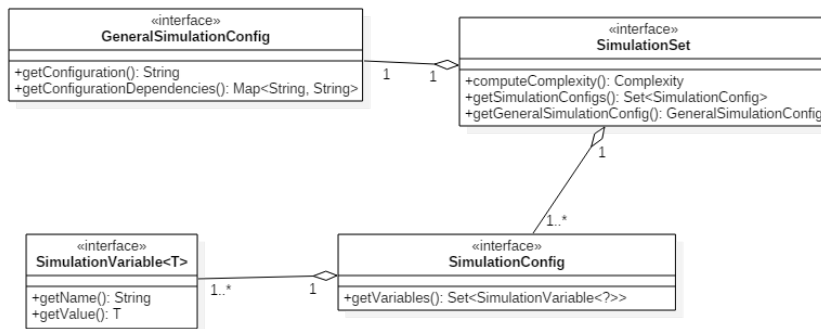 «interface»
GeneralSimulationConfig
+getConfiguration(): String
+getConfigurationDependencies(): Map<String, String>
1
1
«interface»
SimulationSet
+computeComplexity(): Complexity
+getSimulationConfigs(): Set<SimulationConfig>
+getGeneralSimulationConfig(): GeneralSimulationConfig
1
1..*
«interface»
SimulationVariable<T>
+getName(): String
+getValue(): T
1..*
1
«interface»
SimulationConfig
+getVariables(): Set<SimulationVariable<?>>